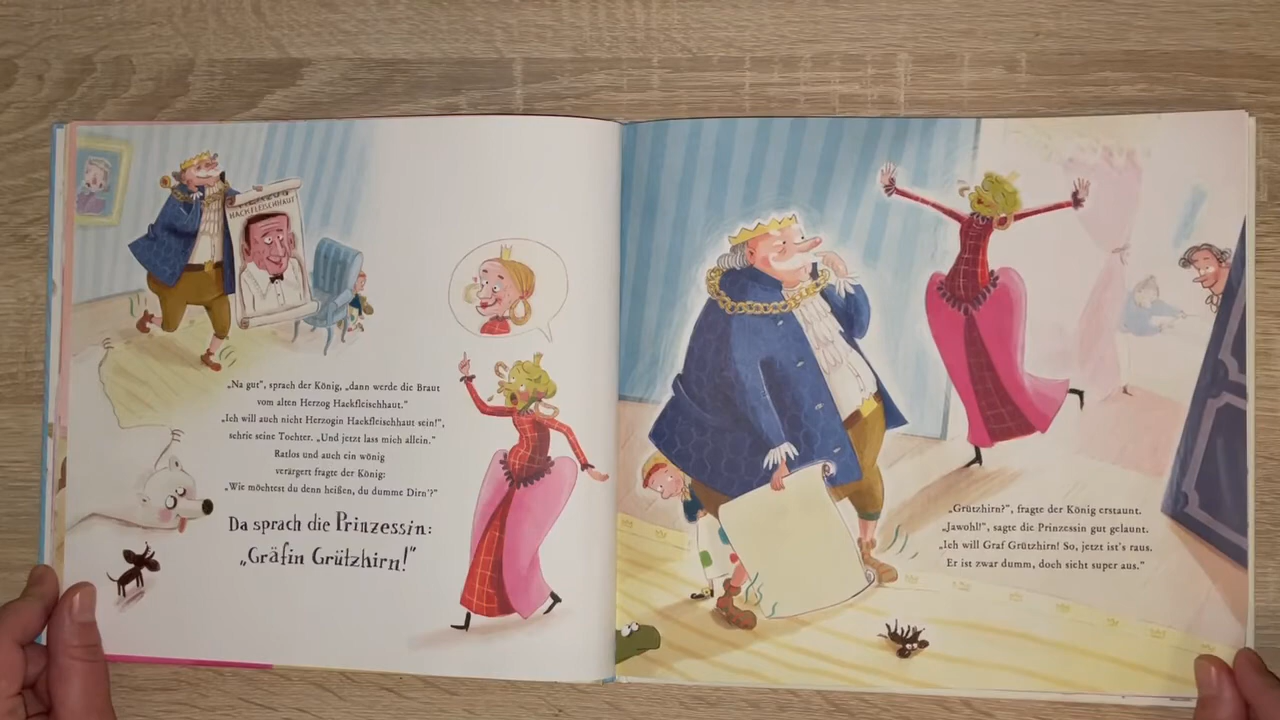 HERZOG
HACKFLEISCHHAUT
„Na gut“, sprach der König, „dann werde die Braut
vom alten Herzog Hackfleischhaut.“
„Ich will auch nicht Herzogin Hackfleischhaut sein!“,
schrie seine Tochter. „Und jetzt lass mich allein.“
Ratlos und auch ein wönig
verärgert fragte der König:
„Wie möchtest du denn heißen, du dumme Dirn’?“
Da sprach die Prinzessin:
„Gräfin Grützhirn!“
„Grützhirn?“, fragte der König erstaunt.
„Jawohl!“, sagte die Prinzessin gut gelaunt.
„Ich will Graf Grützhirn! So, jetzt ist’s raus.
Er ist zwar dumm, doch sieht super aus.“